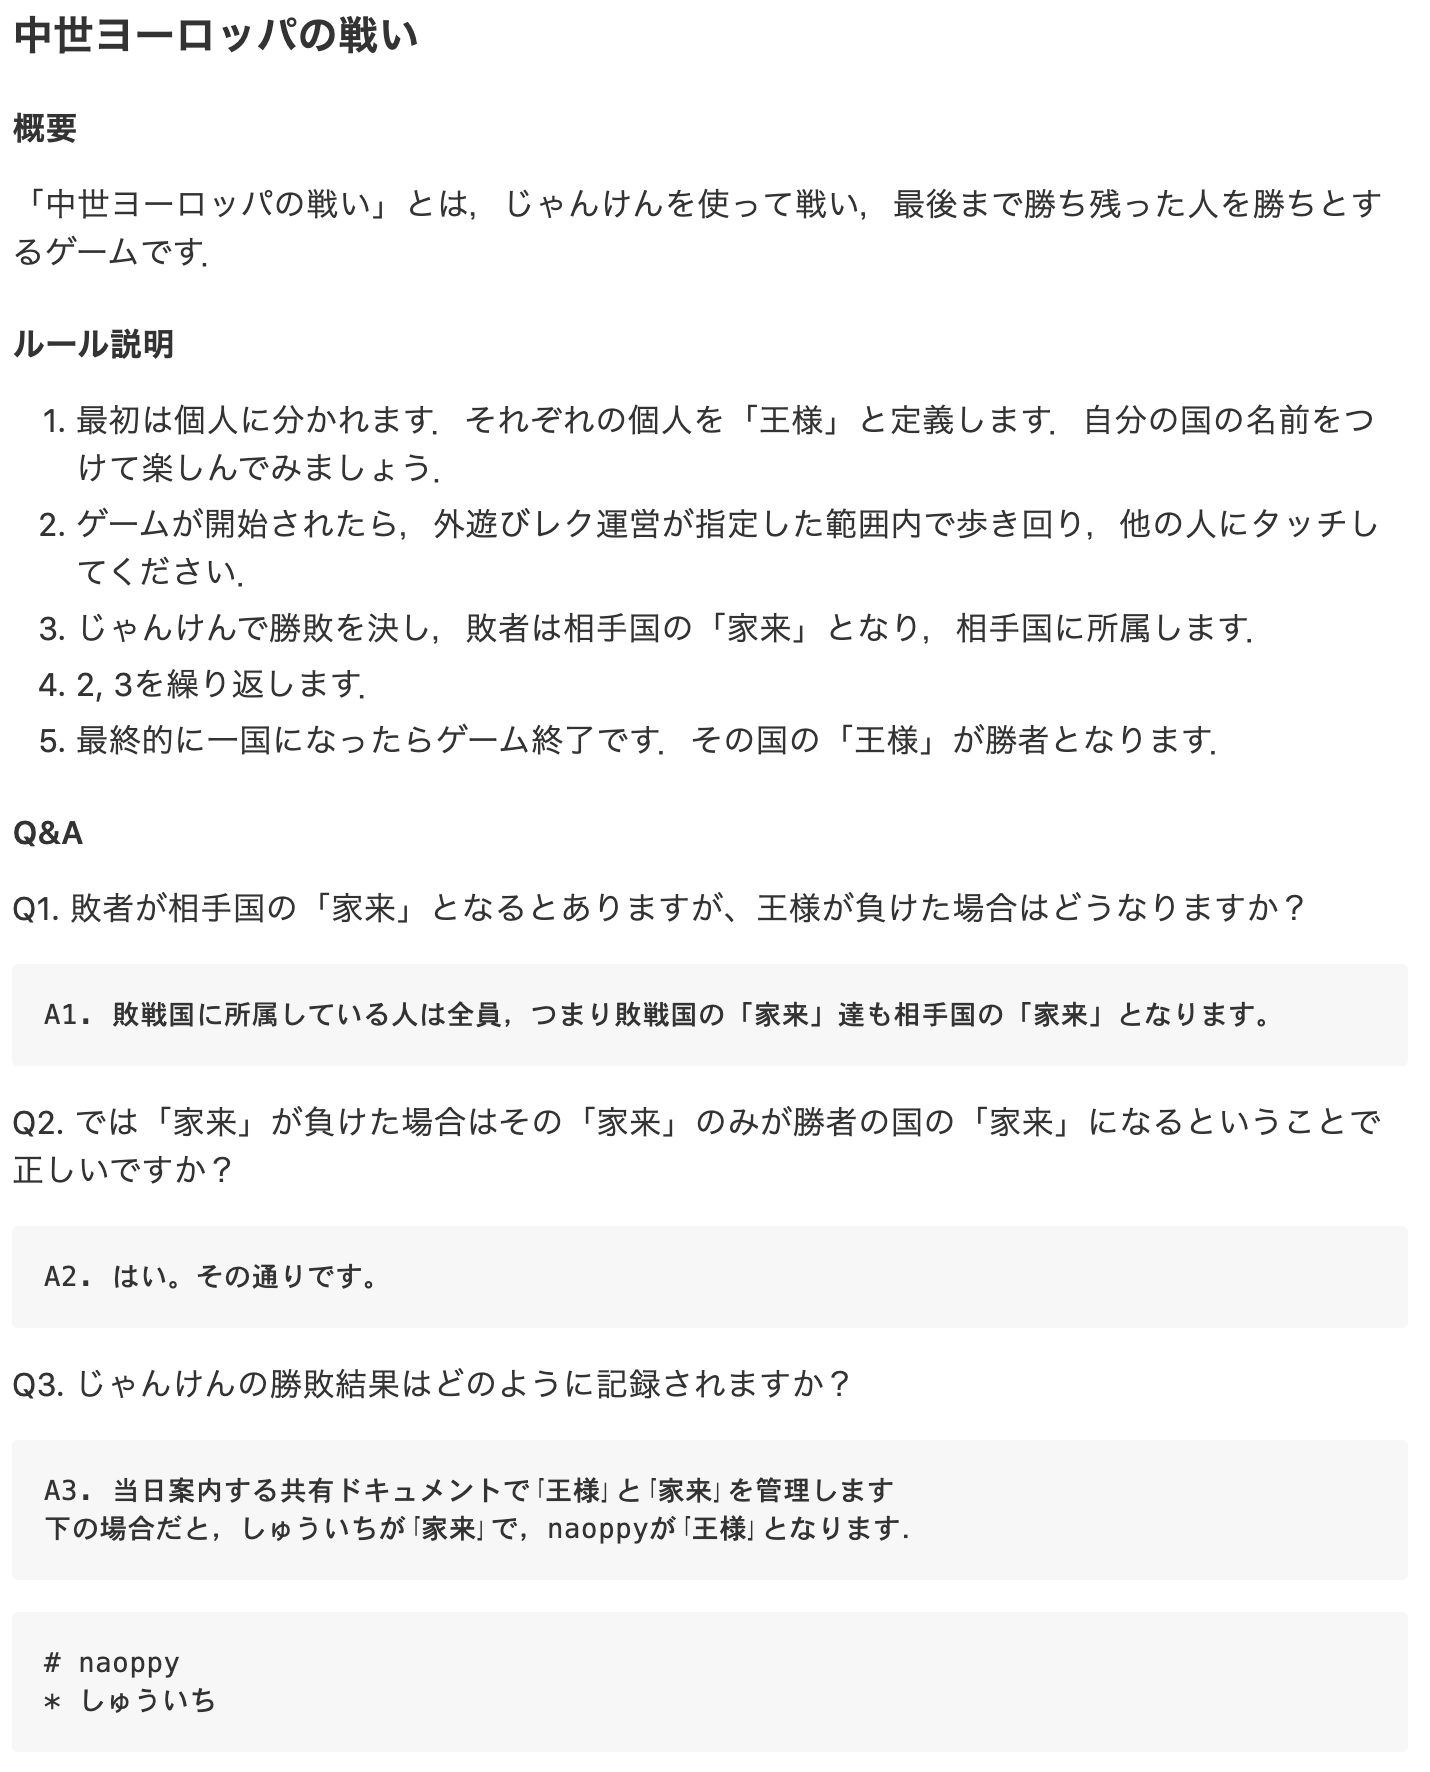 中世ヨーロッパの戦い
概要
「中世ヨーロッパの戦い」とは，じゃんけんを使って戦い，最後まで勝ち残った人を勝ちとす
るゲームです．
ルール説明
1. 最初は個人に分かれます．それぞれの個人を「王様」と定義します．自分の国の名前をつ
けて楽しんでみましょう．
2. ゲームが開始されたら，外遊びレク運営が指定した範囲内で歩き回り，他の人にタッチし
てください．
3. じゃんけんで勝敗を決し，敗者は相手国の「家来」となり，相手国に所属します．
4. 2, 3を繰り返します．
5. 最終的に一国になったらゲーム終了です．その国の「王様」が勝者となります．
Q&A
Q1. 敗者が相手国の「家来」となるとありますが、王様が負けた場合はどうなりますか？
A1. 敗戦国に所属している人は全員，つまり敗戦国の「家来」達も相手国の「家来」となります。
Q2. では「家来」が負けた場合はその「家来」のみが勝者の国の「家来」になるということで
正しいですか？
A2. はい。その通りです。
Q3. じゃんけんの勝敗結果はどのように記録されますか？
A3. 当日案内する共有ドキュメントで｢王様｣と｢家来｣を管理します
下の場合だと，しゅういちが｢家来｣で，naoppyが｢王様｣となります．
# naoppy
* しゅういち